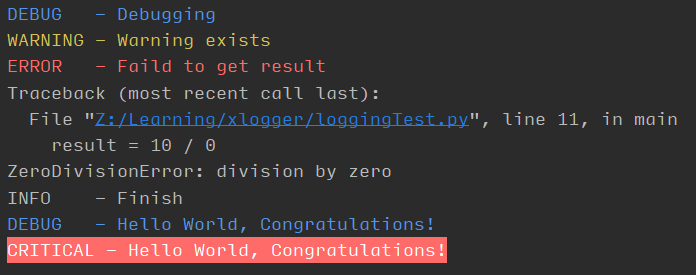 DEBUG    – Debugging
WARNING – Warning exists
ERROR    – Faild to get result
Traceback (most recent call last):
  File "Z:/Learning/xlogger/loggingTest.py", line 11, in main
    result = 10 / 0
ZeroDivisionError: division by zero
INFO     – Finish
DEBUG    – Hello World, Congratulations!
CRITICAL – Hello World, Congratulations!